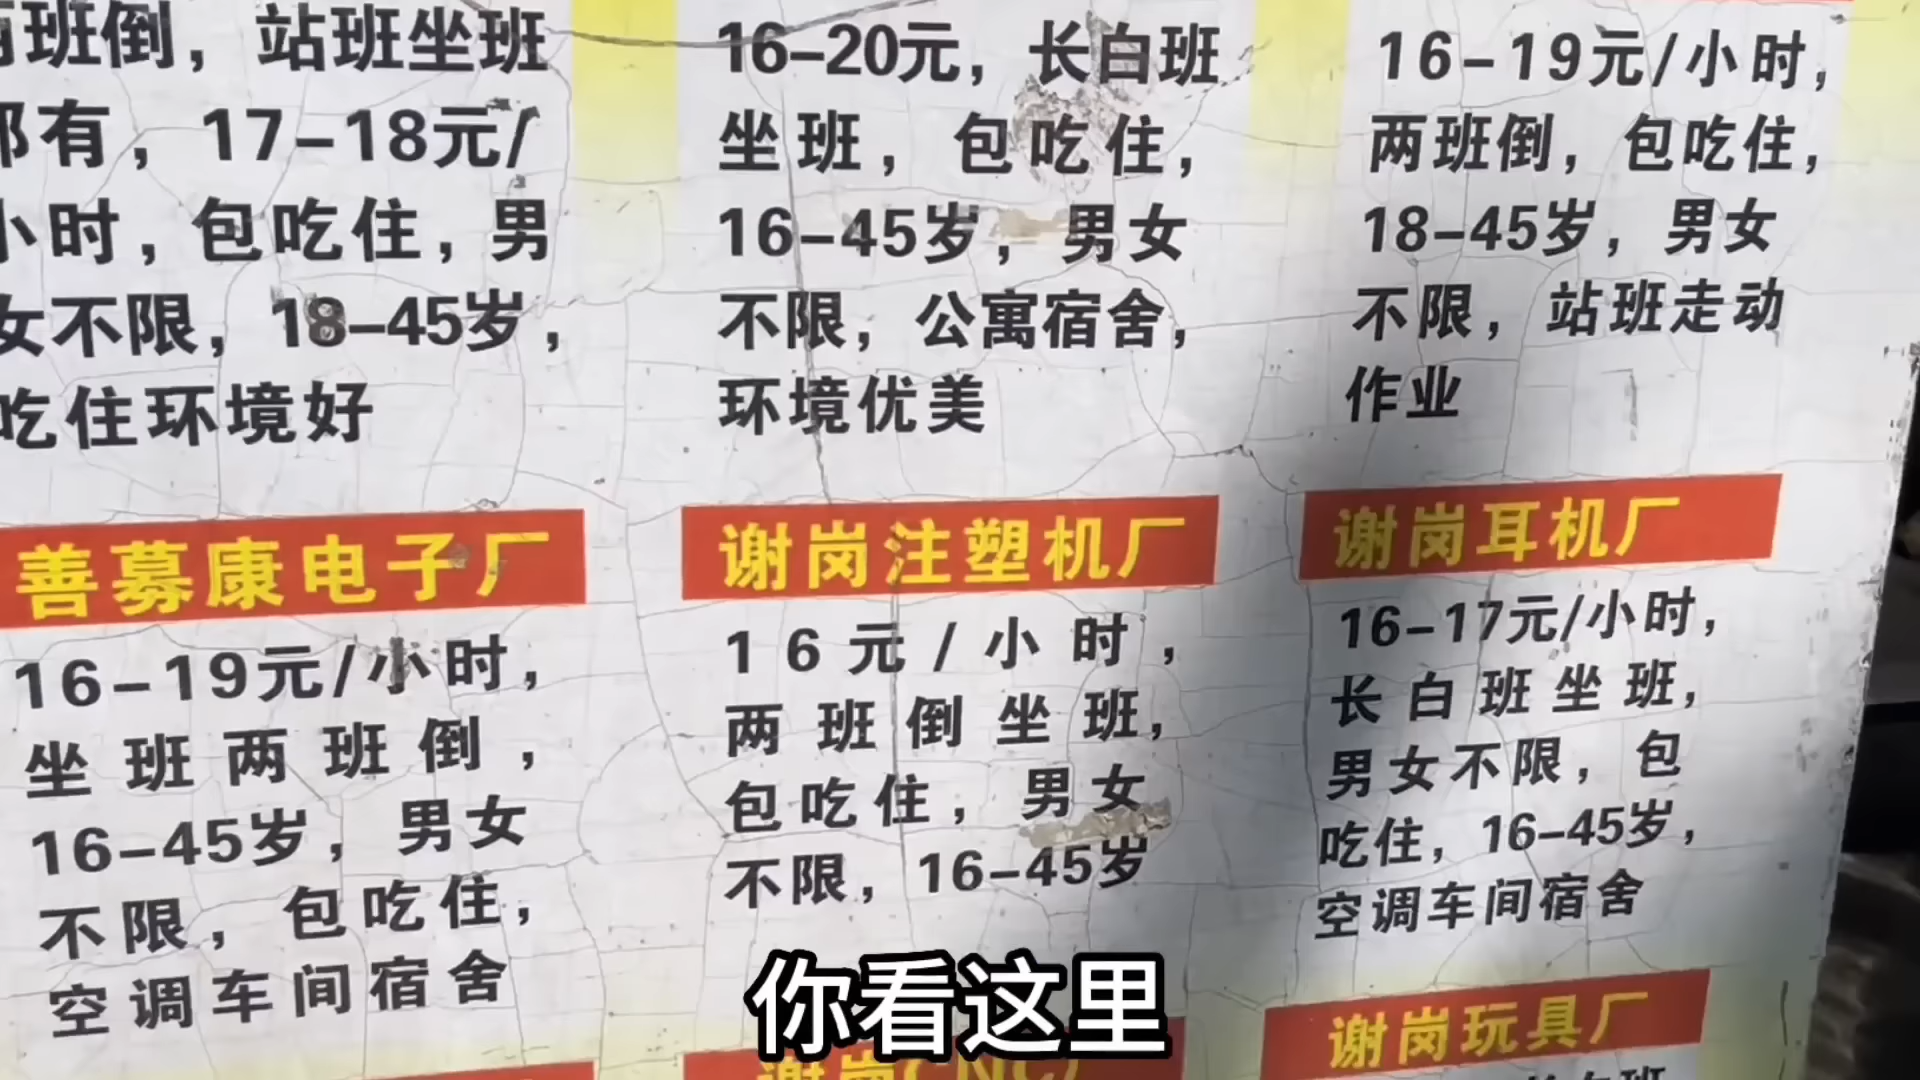 班倒，站班坐班
都有，17-18元/
小时，包吃住，男
女不限，18-45岁，
吃住环境好
16-20元，长白班
坐班，包吃住，
16-45岁，男女
不限，公寓宿舍，
环境优美
16-19元/小时，
两班倒，包吃住，
18-45岁，男女
不限，站班走动
作业
善募康电子厂
16-19元/小时，
坐班两班倒，
16-45岁，男女
不限，包吃住，
空调车间宿舍
谢岗注塑机厂
16元/小时，
两班倒坐班，
包吃住，男女
不限，16-45岁
谢岗耳机厂
16-17元/小时，
长白班坐班，
男女不限，包
吃住，16-45岁，
空调车间宿舍
谢岗CNC厂
谢岗玩具厂
你看这里